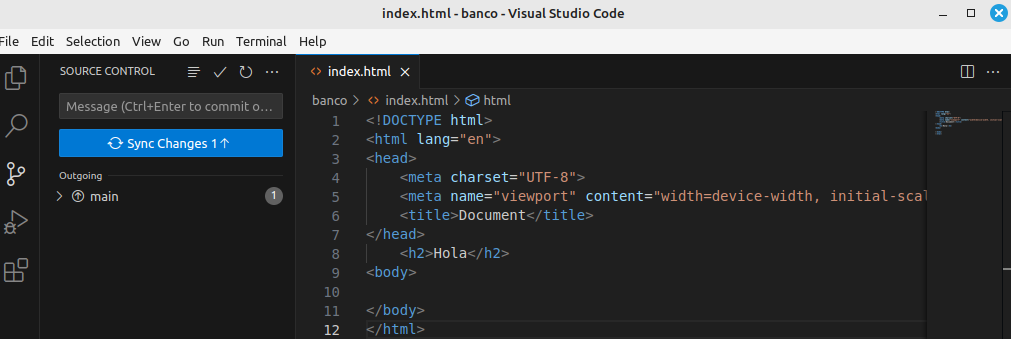 index.html - banco - Visual Studio Code
File Edit Selection View Go Run Terminal Help
SOURCE CONTROL
Message (Ctrl+Enter to commit o...
Sync Changes 1↑
Outgoing
main 1
index.html
banco > index.html > html
1 <!DOCTYPE html>
2 <html lang="en">
3 <head>
4 <meta charset="UTF-8">
5 <meta name="viewport" content="width=device-width, initial-scal
6 <title>Document</title>
7 </head>
8 <h2>Hola</h2>
9 <body>
10
11 </body>
12 </html>